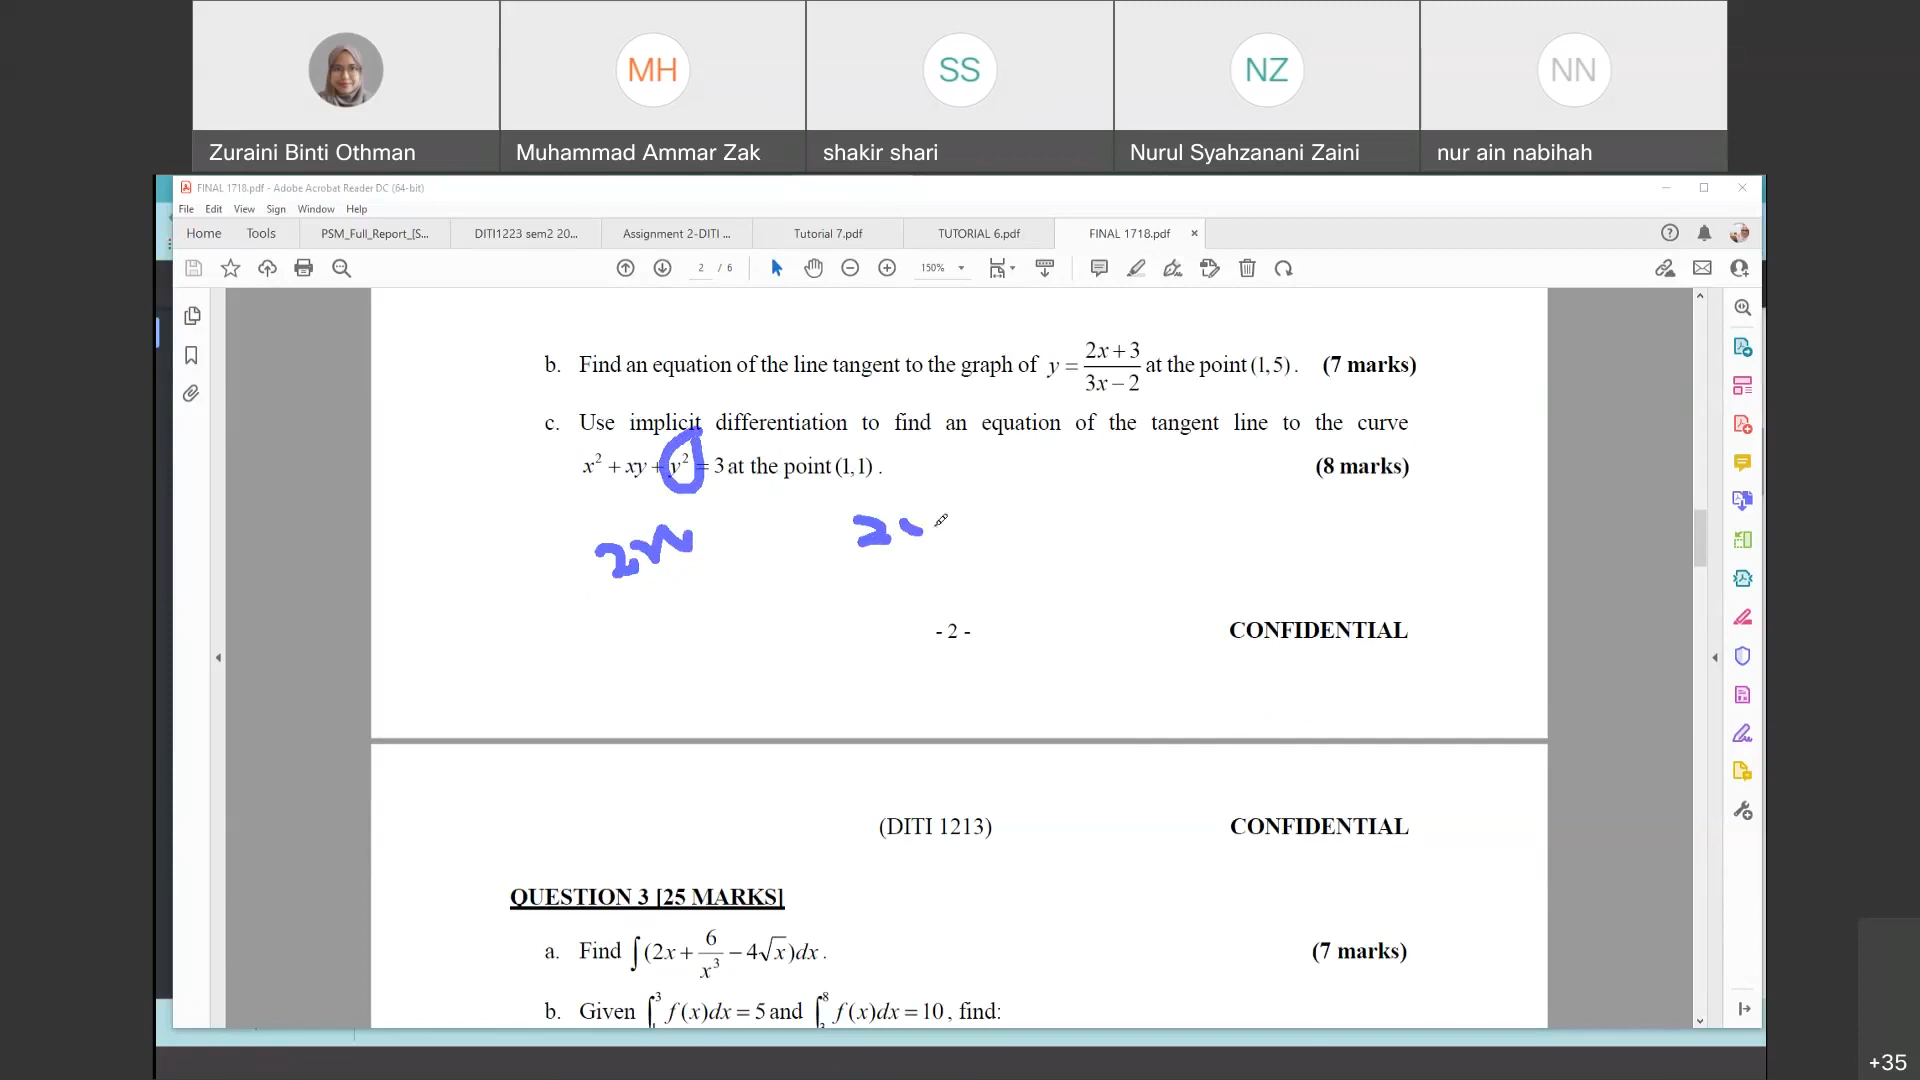 MH
SS
NZ
NN
Zuraini Binti Othman
Muhammad Ammar Zak
shakir shari
Nurul Syahzanani Zaini
nur ain nabihah
FINAL 1718.pdf - Adobe Acrobat Reader DC (64-bit)
File Edit View Sign Window Help
Home Tools PSM_Full_Report_(S... DITI1223 sem2 20... Assignment 2-DITI ... Tutorial 7.pdf TUTORIAL 6.pdf FINAL 1718.pdf ×
2 / 6 150%
b. Find an equation of the line tangent to the graph of y = (2x + 3)/(3x − 2) at the point (1, 5). (7 marks)
c. Use implicit differentiation to find an equation of the tangent line to the curve
x² + xy + y² = 3 at the point (1, 1). (8 marks)
2x
- 2 - CONFIDENTIAL
(DITI 1213) CONFIDENTIAL
QUESTION 3 [25 MARKS]
a. Find ∫(2x + 6/x³ − 4√x)dx. (7 marks)
b. Given ∫₁³ f(x)dx = 5 and ∫₃⁸ f(x)dx = 10, find:
+35